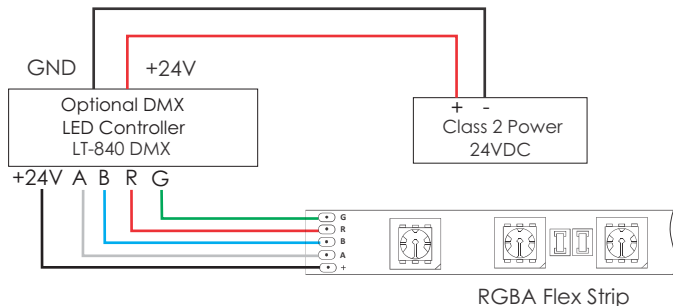 GND +24V
Optional DMX
LED Controller
LT-840 DMX
+ -
Class 2 Power
24VDC
+24V A B R G
G
R
B
A
+
RGBA Flex Strip